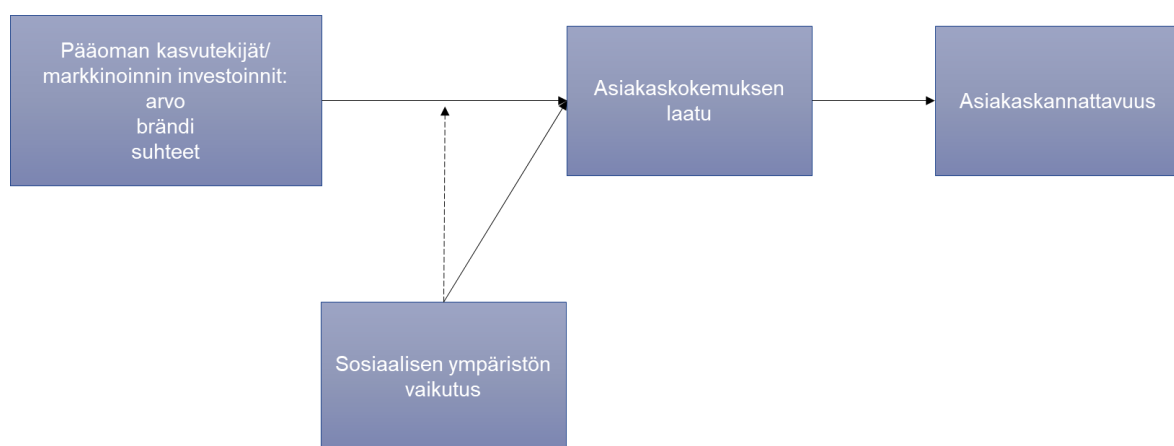 Pääoman kasvutekijät/
markkinoinnin investoinnit:
arvo
brändi
suhteet
Asiakaskokemuksen
laatu
Asiakaskannattavuus
Sosiaalisen ympäristön
vaikutus